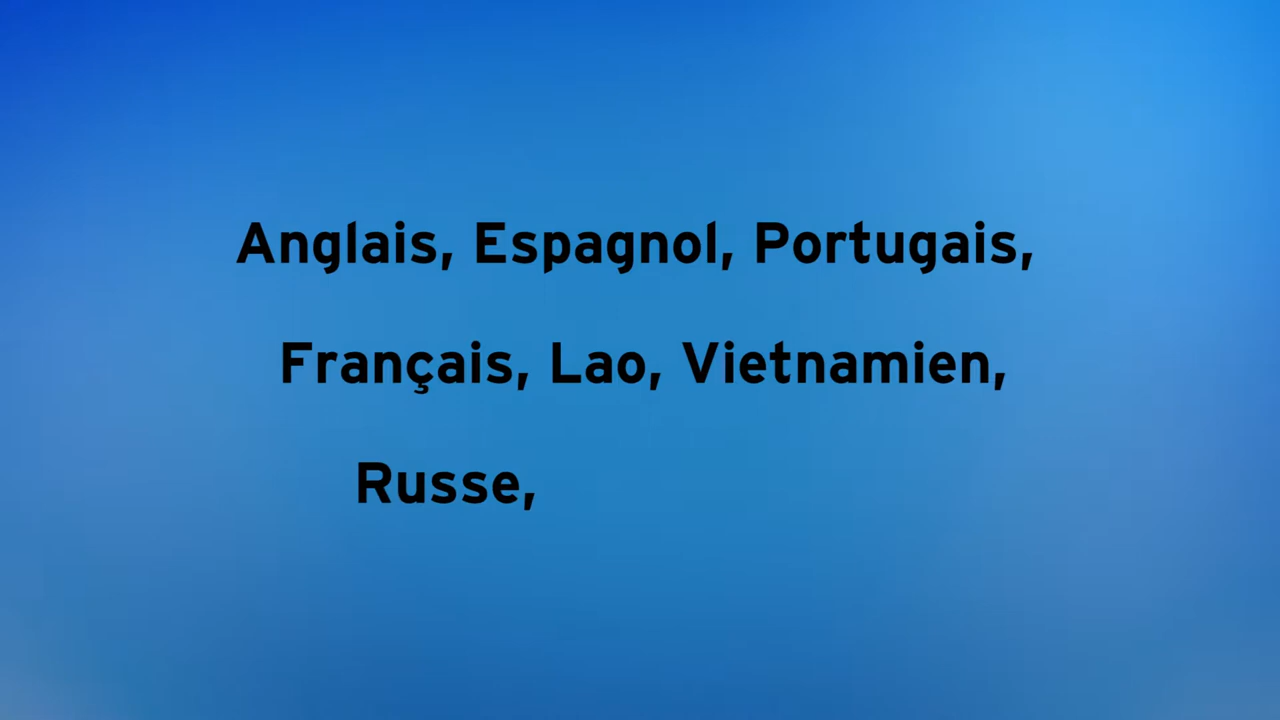 Anglais, Espagnol, Portugais,
Français, Lao, Vietnamien,
Russe,